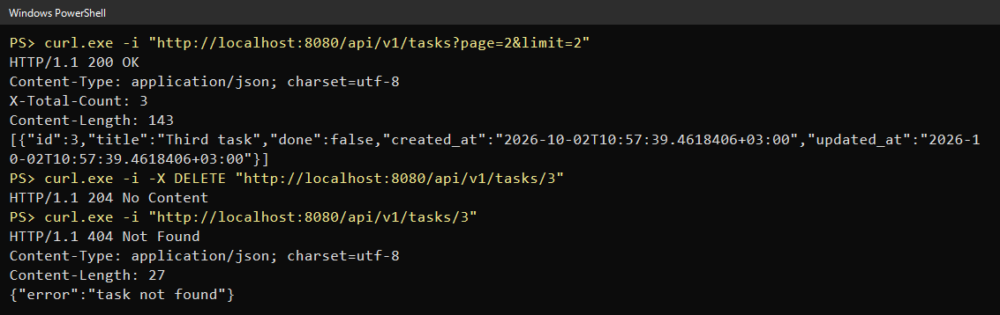 Windows PowerShell
PS> curl.exe -i "http://localhost:8080/api/v1/tasks?page=2&limit=2"
HTTP/1.1 200 OK
Content-Type: application/json; charset=utf-8
X-Total-Count: 3
Content-Length: 143
[{"id":3,"title":"Third task","done":false,"created_at":"2026-10-02T10:57:39.4618406+03:00","updated_at":"2026-1
0-02T10:57:39.4618406+03:00"}]
PS> curl.exe -i -X DELETE "http://localhost:8080/api/v1/tasks/3"
HTTP/1.1 204 No Content
PS> curl.exe -i "http://localhost:8080/api/v1/tasks/3"
HTTP/1.1 404 Not Found
Content-Type: application/json; charset=utf-8
Content-Length: 27
{"error":"task not found"}